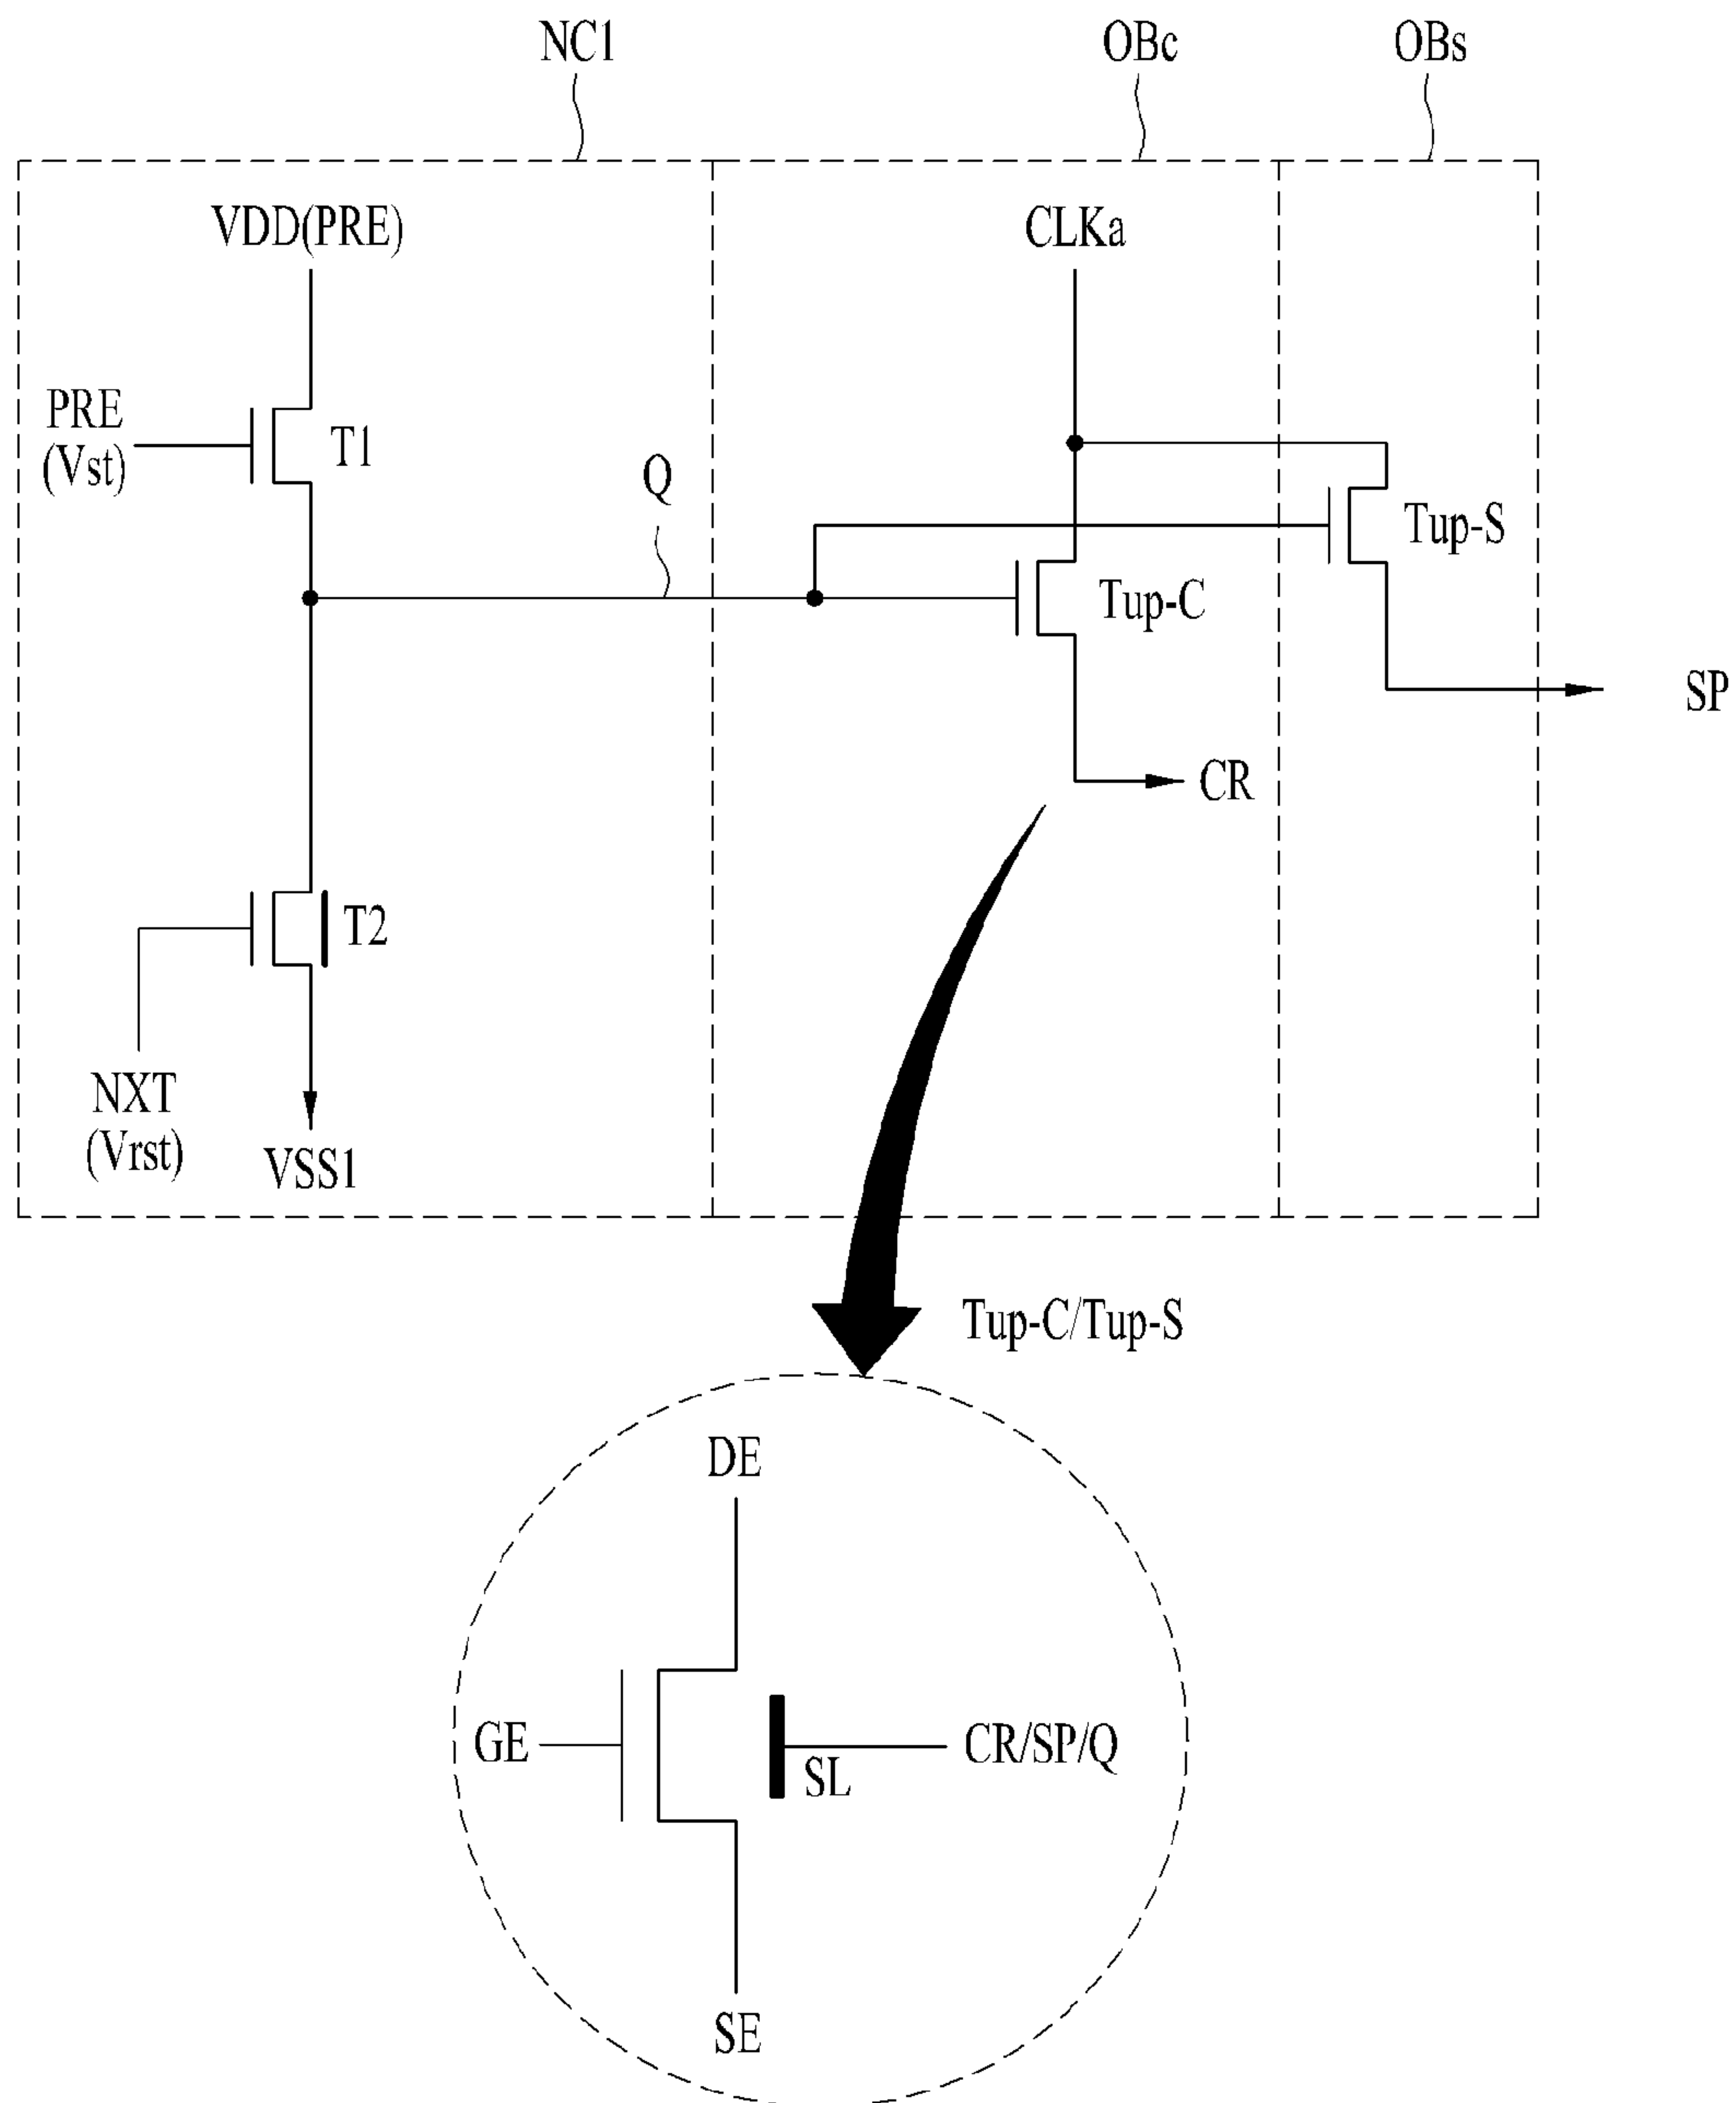 NC1
OBc
OBs
VDD(PRE)
CLKa
PRE
(Vst)
T1
Q
Tup-S
Tup-C
SP
CR
T2
NXT
(Vrst)
VSS1
Tup-C/Tup-S
DE
GE
CR/SP/Q
SL
SE